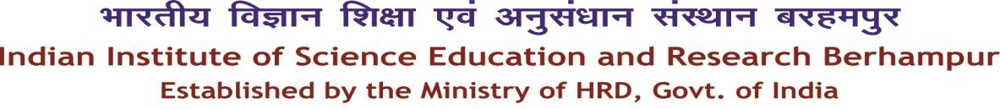 भारतीय विज्ञान शिक्षा एवं अनुसंधान संस्थान बरहमपुर
Indian Institute of Science Education and Research Berhampur
Established by the Ministry of HRD, Govt. of India